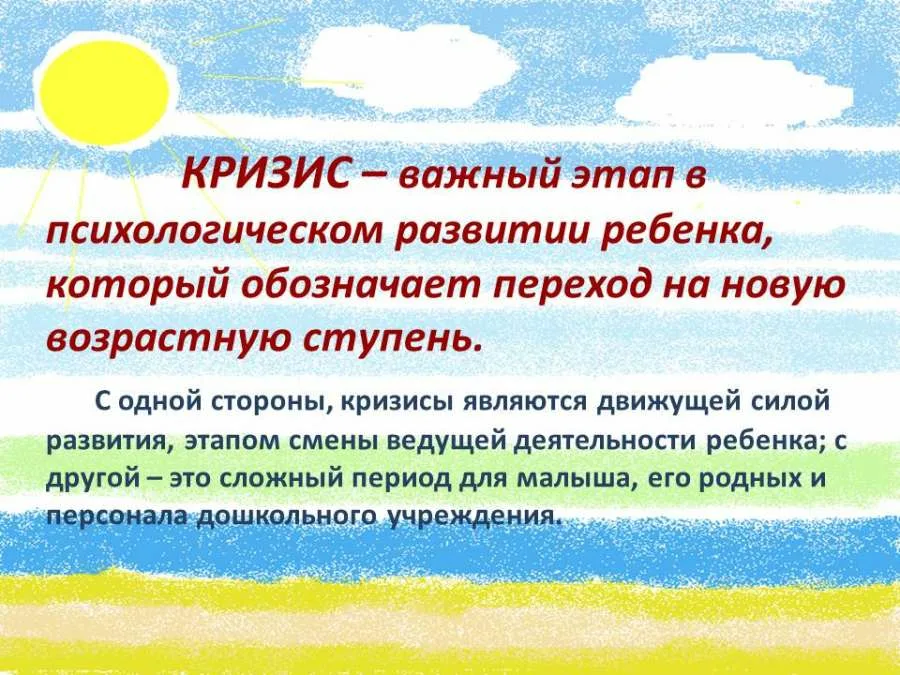 КРИЗИС – важный этап в
психологическом развитии ребенка,
который обозначает переход на новую
возрастную ступень.
С одной стороны, кризисы являются движущей силой
развития, этапом смены ведущей деятельности ребенка; с
другой – это сложный период для малыша, его родных и
персонала дошкольного учреждения.